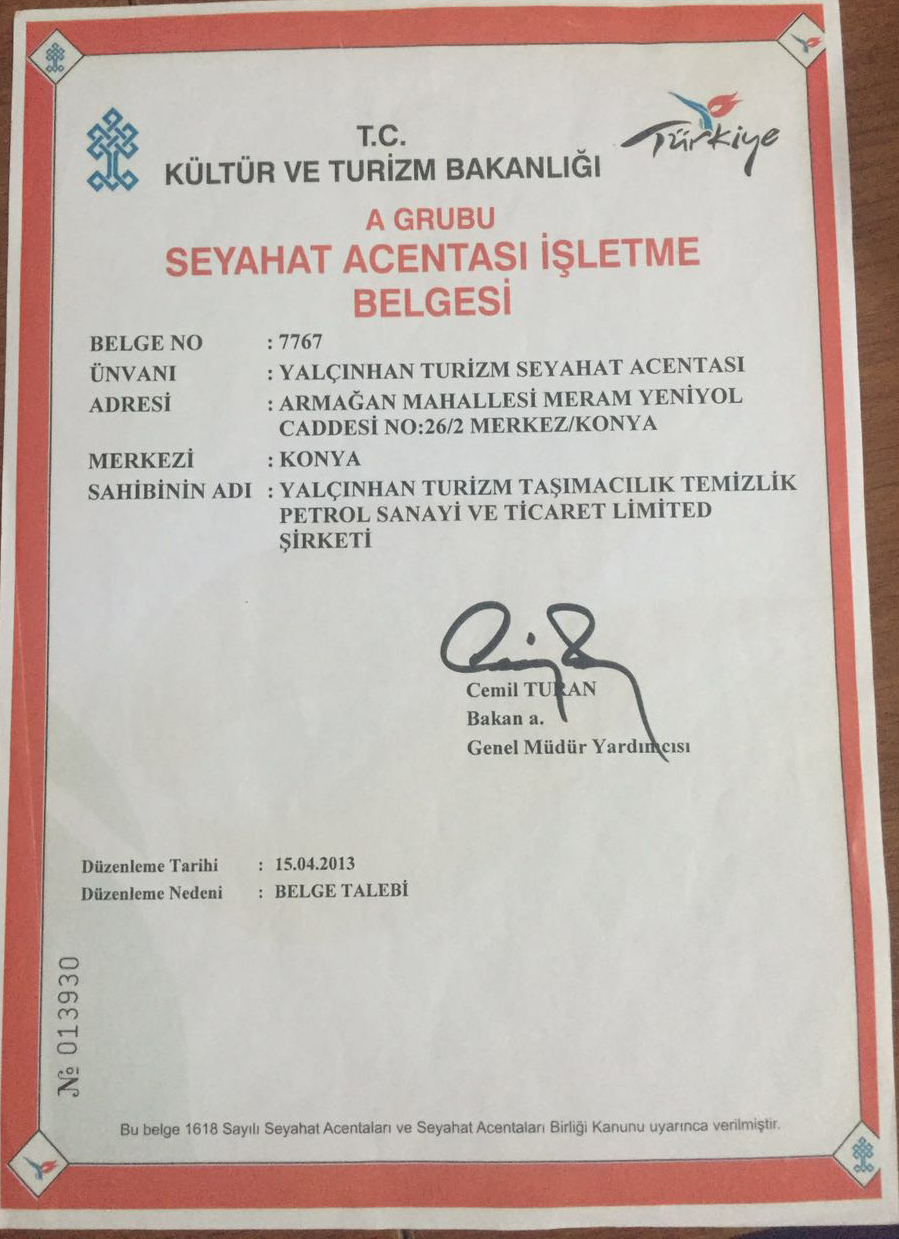 Türkiye
T.C.
KÜLTÜR VE TURİZM BAKANLIĞI
A GRUBU
SEYAHAT ACENTASI İŞLETME
BELGESİ
BELGE NO : 7767
ÜNVANI : YALÇINHAN TURİZM SEYAHAT ACENTASI
ADRESİ : ARMAĞAN MAHALLESİ MERAM YENİYOL
CADDESİ NO:26/2 MERKEZ/KONYA
MERKEZİ : KONYA
SAHİBİNİN ADI : YALÇINHAN TURİZM TAŞIMACILIK TEMİZLİK
PETROL SANAYİ VE TİCARET LİMİTED
ŞİRKETİ
Cemil TURAN
Bakan a.
Genel Müdür Yardımcısı
Düzenleme Tarihi : 15.04.2013
Düzenleme Nedeni : BELGE TALEBİ
№ 013930
Bu belge 1618 Sayılı Seyahat Acentaları ve Seyahat Acentaları Birliği Kanunu uyarınca verilmiştir.